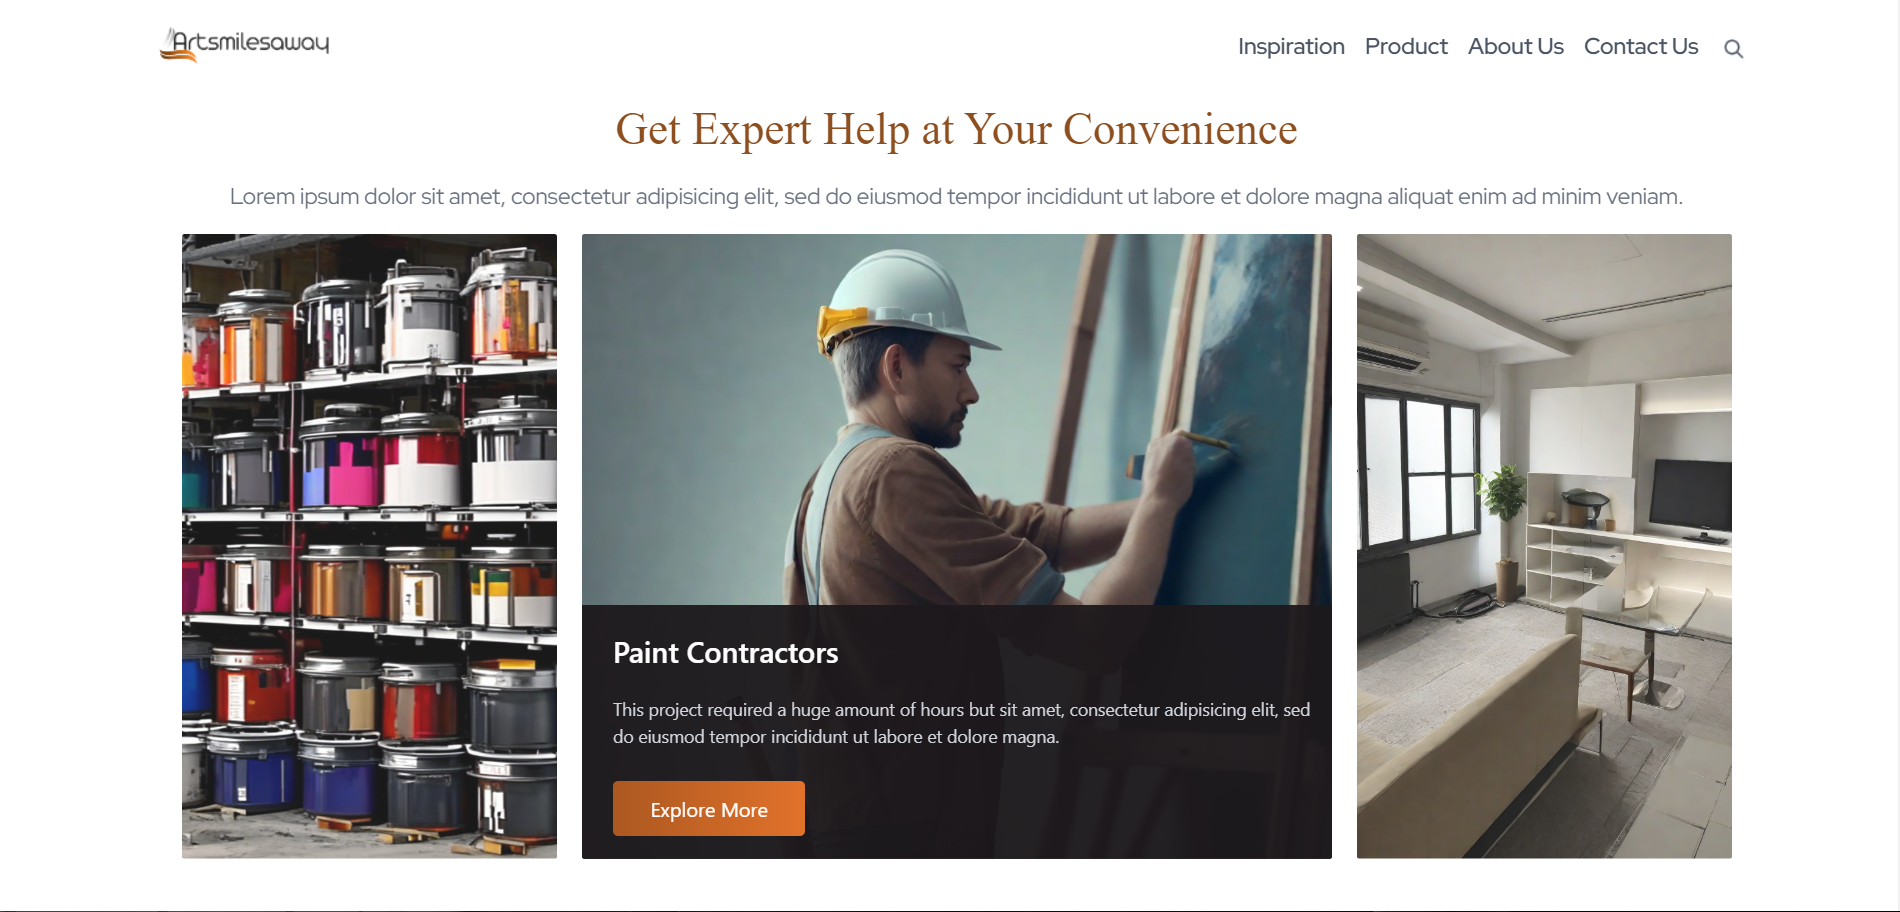 Artsmilesaway
Inspiration Product About Us Contact Us
Get Expert Help at Your Convenience
Lorem ipsum dolor sit amet, consectetur adipisicing elit, sed do eiusmod tempor incididunt ut labore et dolore magna aliquat enim ad minim veniam.
Paint Contractors
This project required a huge amount of hours but sit amet, consectetur adipisicing elit, sed
do eiusmod tempor incididunt ut labore et dolore magna.
Explore More